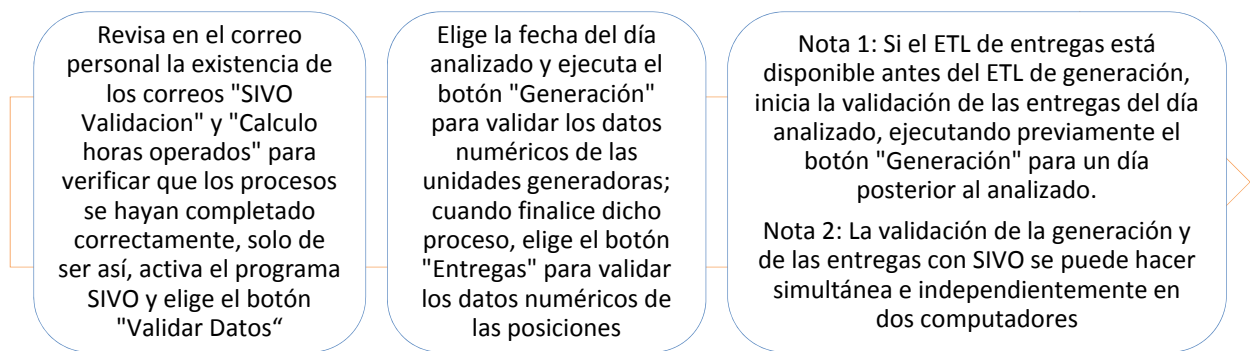 Revisa en el correo
personal la existencia de
los correos "SIVO
Validacion" y "Calculo
horas operados" para
verificar que los procesos
se hayan completado
correctamente, solo de
ser así, activa el programa
SIVO y elige el botón
"Validar Datos“
Elige la fecha del día
analizado y ejecuta el
botón "Generación"
para validar los datos
numéricos de las
unidades generadoras;
cuando finalice dicho
proceso, elige el botón
"Entregas" para validar
los datos numéricos de
las posiciones
Nota 1: Si el ETL de entregas está
disponible antes del ETL de generación,
inicia la validación de las entregas del día
analizado, ejecutando previamente el
botón "Generación" para un día
posterior al analizado.
Nota 2: La validación de la generación y
de las entregas con SIVO se puede hacer
simultánea e independientemente en
dos computadores